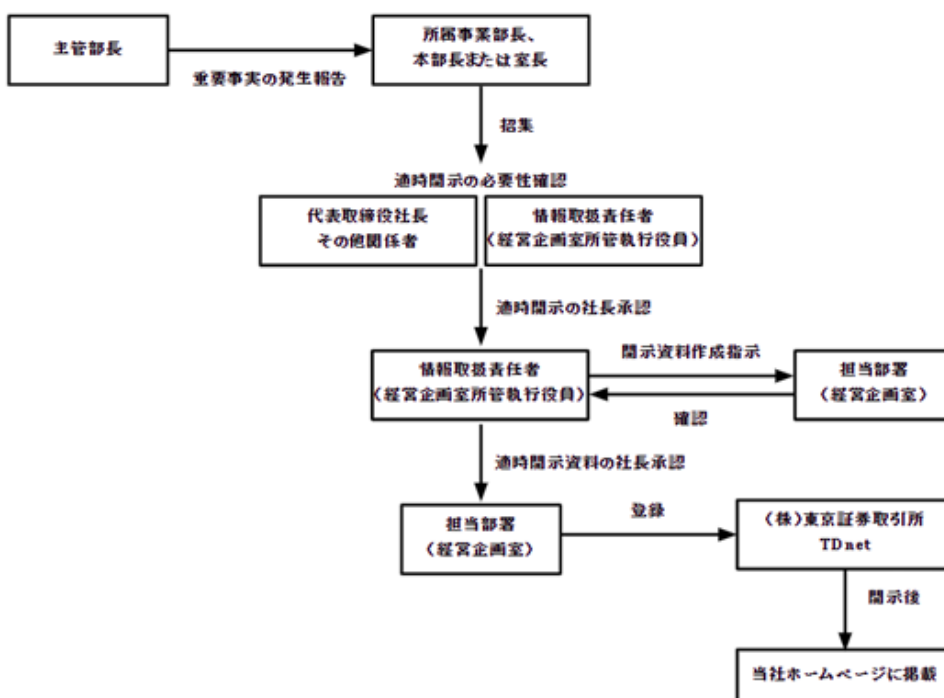 主管部長
重要事実の発生報告
所属事業部長、
本部長または室長
招集
適時開示の必要性確認
代表取締役社長
その他関係者
情報取扱責任者
(経営企画室所管執行役員)
適時開示の社長承認
情報取扱責任者
(経営企画室所管執行役員)
開示資料作成指示
確認
担当部署
(経営企画室)
適時開示資料の社長承認
担当部署
(経営企画室)
登録
(株)東京証券取引所
TDnet
開示後
当社ホームページに掲載